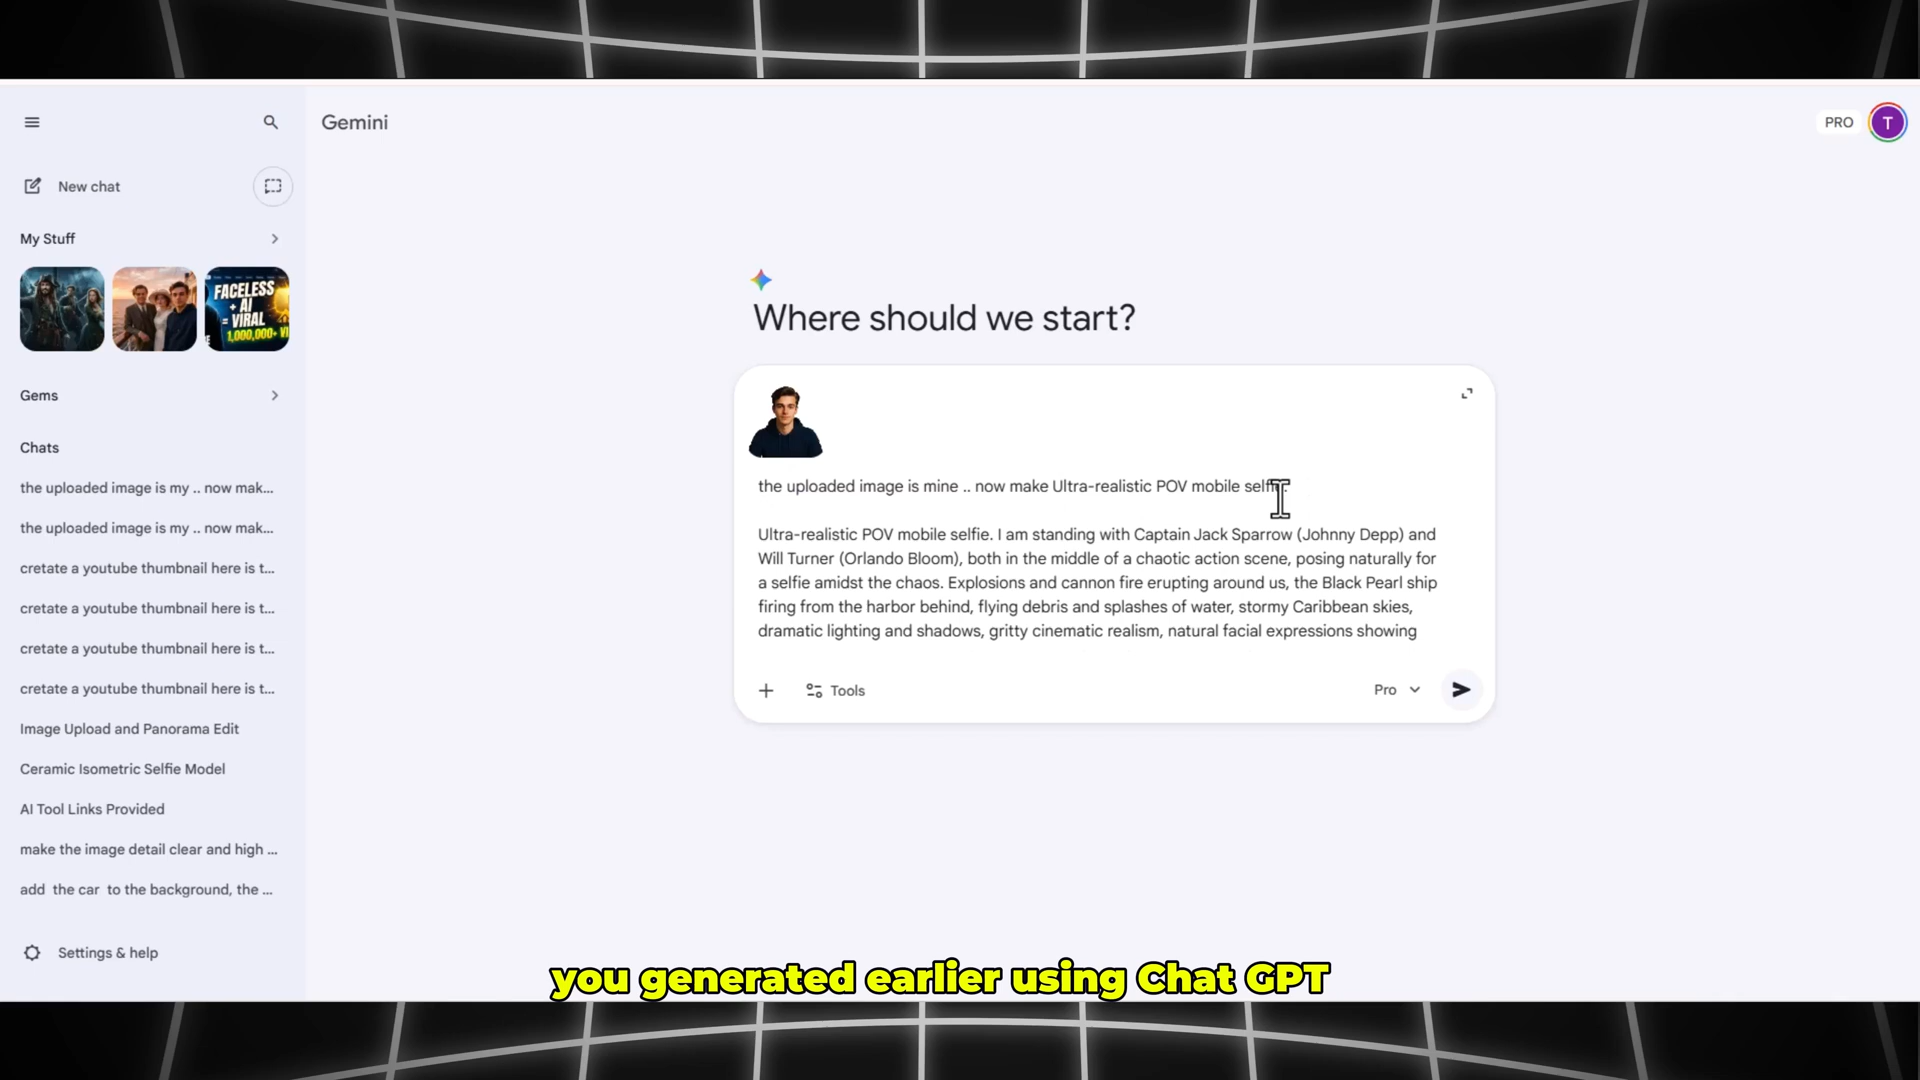 Gemini
PRO
T
New chat
My Stuff
FACELESS
+ AI
= VIRAL
1,000,000+ VI
Gems
Chats
the uploaded image is my .. now mak...
the uploaded image is my .. now mak...
cretate a youtube thumbnail here is t...
cretate a youtube thumbnail here is t...
cretate a youtube thumbnail here is t...
cretate a youtube thumbnail here is t...
Image Upload and Panorama Edit
Ceramic Isometric Selfie Model
AI Tool Links Provided
make the image detail clear and high ...
add the car to the background, the ...
Settings & help
Where should we start?
the uploaded image is mine .. now make Ultra-realistic POV mobile selfie.
Ultra-realistic POV mobile selfie. I am standing with Captain Jack Sparrow (Johnny Depp) and
Will Turner (Orlando Bloom), both in the middle of a chaotic action scene, posing naturally for
a selfie amidst the chaos. Explosions and cannon fire erupting around us, the Black Pearl ship
firing from the harbor behind, flying debris and splashes of water, stormy Caribbean skies,
dramatic lighting and shadows, gritty cinematic realism, natural facial expressions showing
Tools
Pro
you generated earlier using Chat GPT